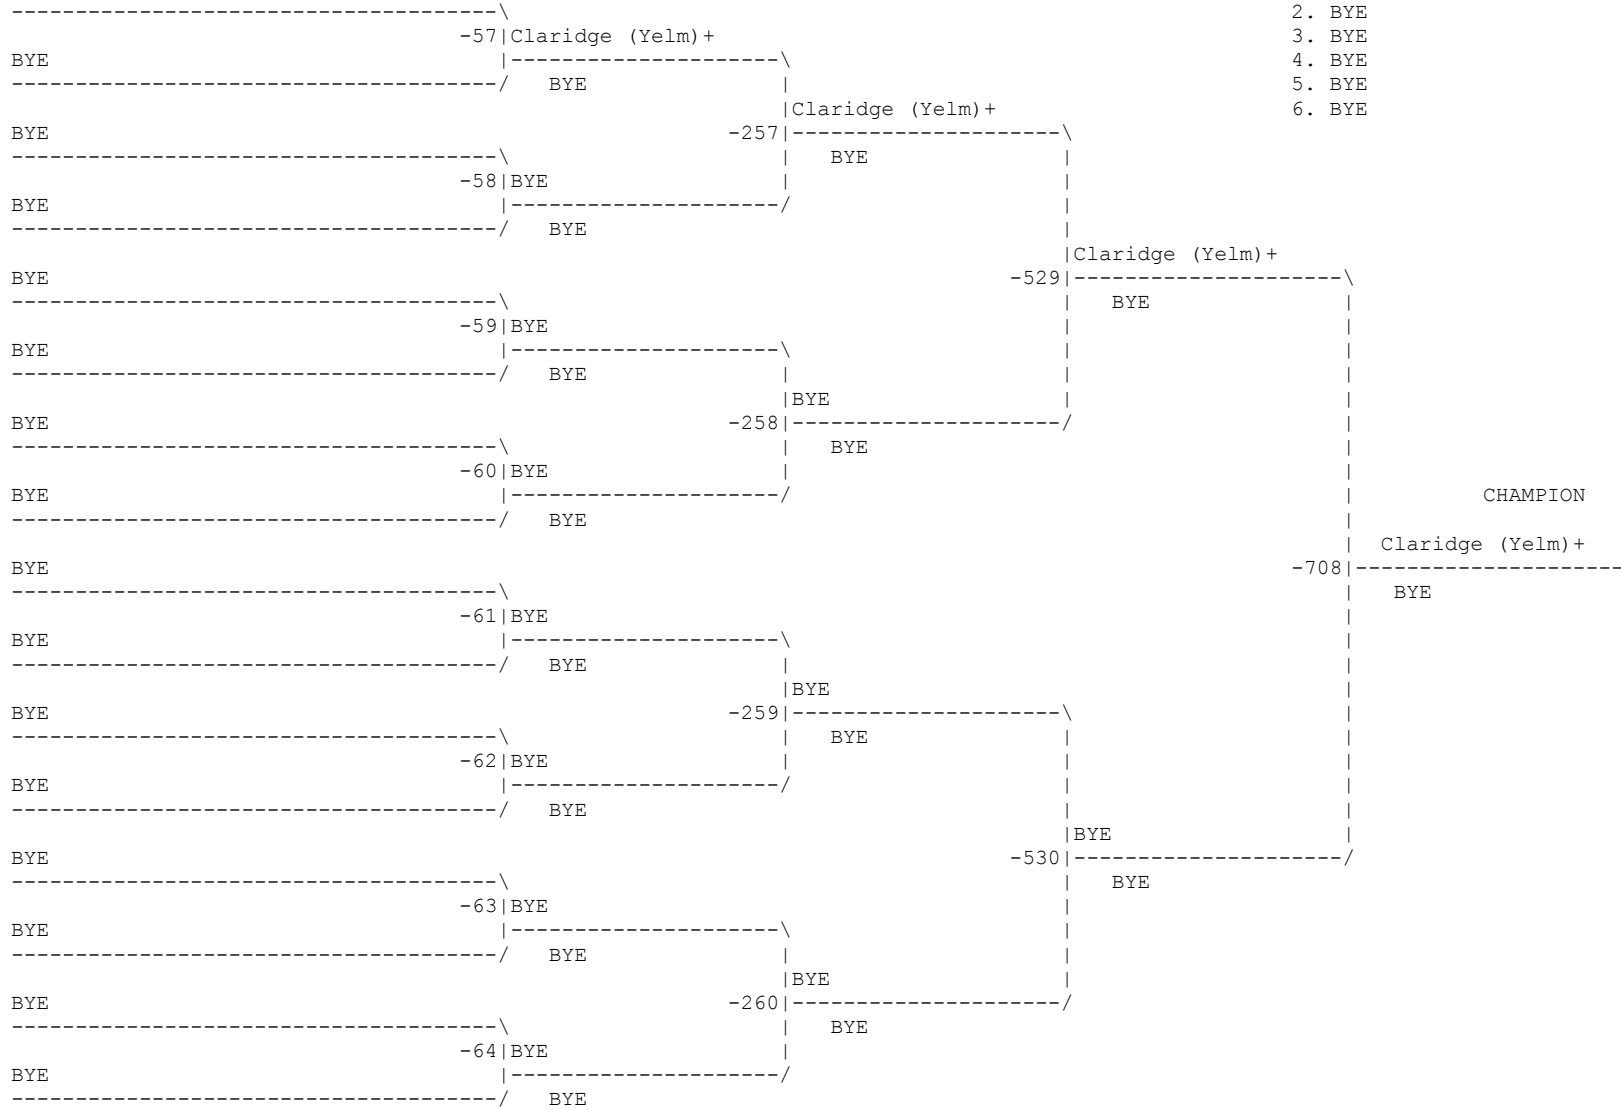 --------------------------------------\                                                             2. BYE
                                   -57|Claridge (Yelm)+                                             3. BYE
BYE                                   |---------------------\                                       4. BYE
--------------------------------------/   BYE               |                                       5. BYE
                                                            |Claridge (Yelm)+                       6. BYE
BYE                                                     -257|---------------------\
--------------------------------------\                     |   BYE               |
                                   -58|BYE                  |                     |
BYE                                   |---------------------/                     |
--------------------------------------/   BYE                                     |
                                                                                  |Claridge (Yelm)+
BYE                                                                           -529|---------------------\
--------------------------------------\                                           |   BYE               |
                                   -59|BYE                                        |                     |
BYE                                   |---------------------\                     |                     |
--------------------------------------/   BYE               |                     |                     |
                                                            |BYE                  |                     |
BYE                                                     -258|---------------------/                     |
--------------------------------------\                     |   BYE                                     |
                                   -60|BYE                  |                                           |
BYE                                   |---------------------/                                           |          CHAMPION
--------------------------------------/   BYE                                                           |
                                                                                                        |  Claridge (Yelm)+
BYE                                                                                                 -708|---------------------
--------------------------------------\                                                                 |   BYE
                                   -61|BYE                                                              |
BYE                                   |---------------------\                                           |
--------------------------------------/   BYE               |                                           |
                                                            |BYE                                        |
BYE                                                     -259|---------------------\                     |
--------------------------------------\                     |   BYE               |                     |
                                   -62|BYE                  |                     |                     |
BYE                                   |---------------------/                     |                     |
--------------------------------------/   BYE                                     |                     |
                                                                                  |BYE                  |
BYE                                                                           -530|---------------------/
--------------------------------------\                                           |   BYE
                                   -63|BYE                                        |
BYE                                   |---------------------\                     |
--------------------------------------/   BYE               |                     |
                                                            |BYE                  |
BYE                                                     -260|---------------------/
--------------------------------------\                     |   BYE
                                   -64|BYE                  |
BYE                                   |---------------------/
--------------------------------------/   BYE